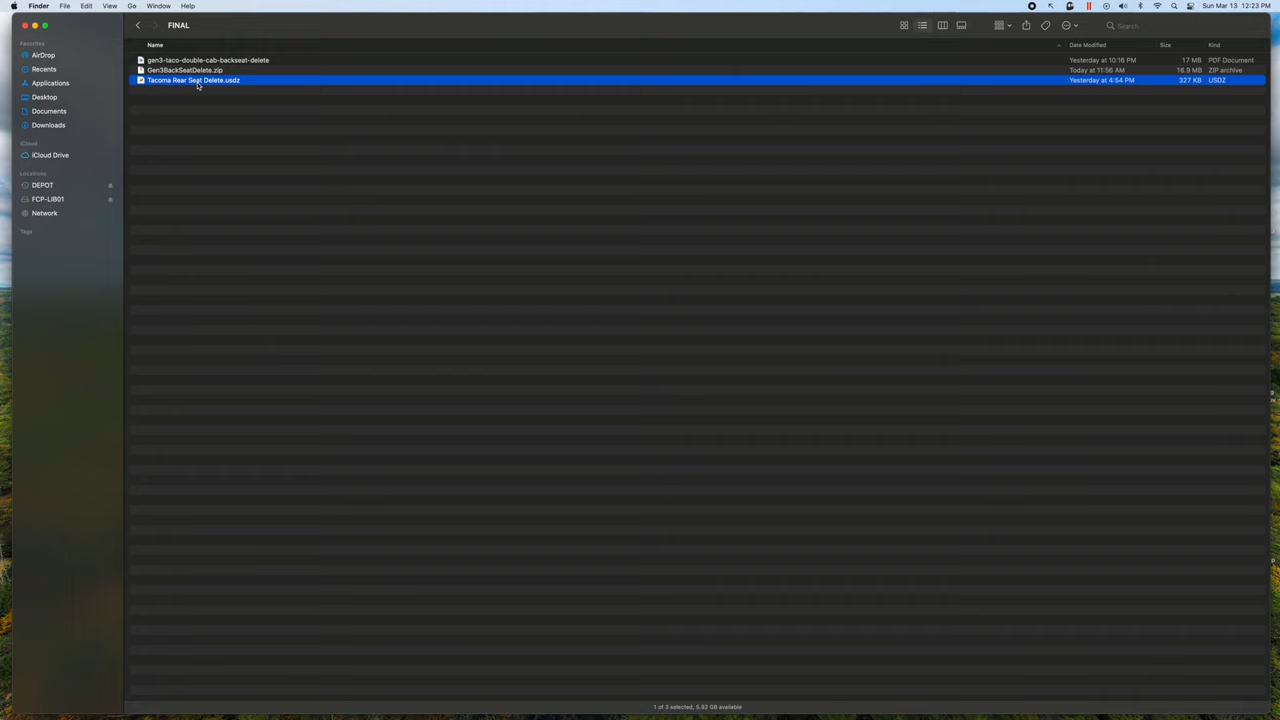 Finder File Edit View Go Window Help Sun Mar 13 12:23 PM
FINAL Search
Favorites
AirDrop
Recents
Applications
Desktop
Documents
Downloads
iCloud
iCloud Drive
Locations
DEPOT
FCP-LIB01
Network
Tags
Name Date Modified Size Kind
gen3-taco-double-cab-backseat-delete Yesterday at 10:16 PM 17 MB PDF Document
Gen3BackSeatDelete.zip Today at 11:56 AM 16.9 MB ZIP archive
Tacoma Rear Seat Delete.usdz Yesterday at 4:54 PM 327 KB USDZ
1 of 3 selected, 5.92 GB available